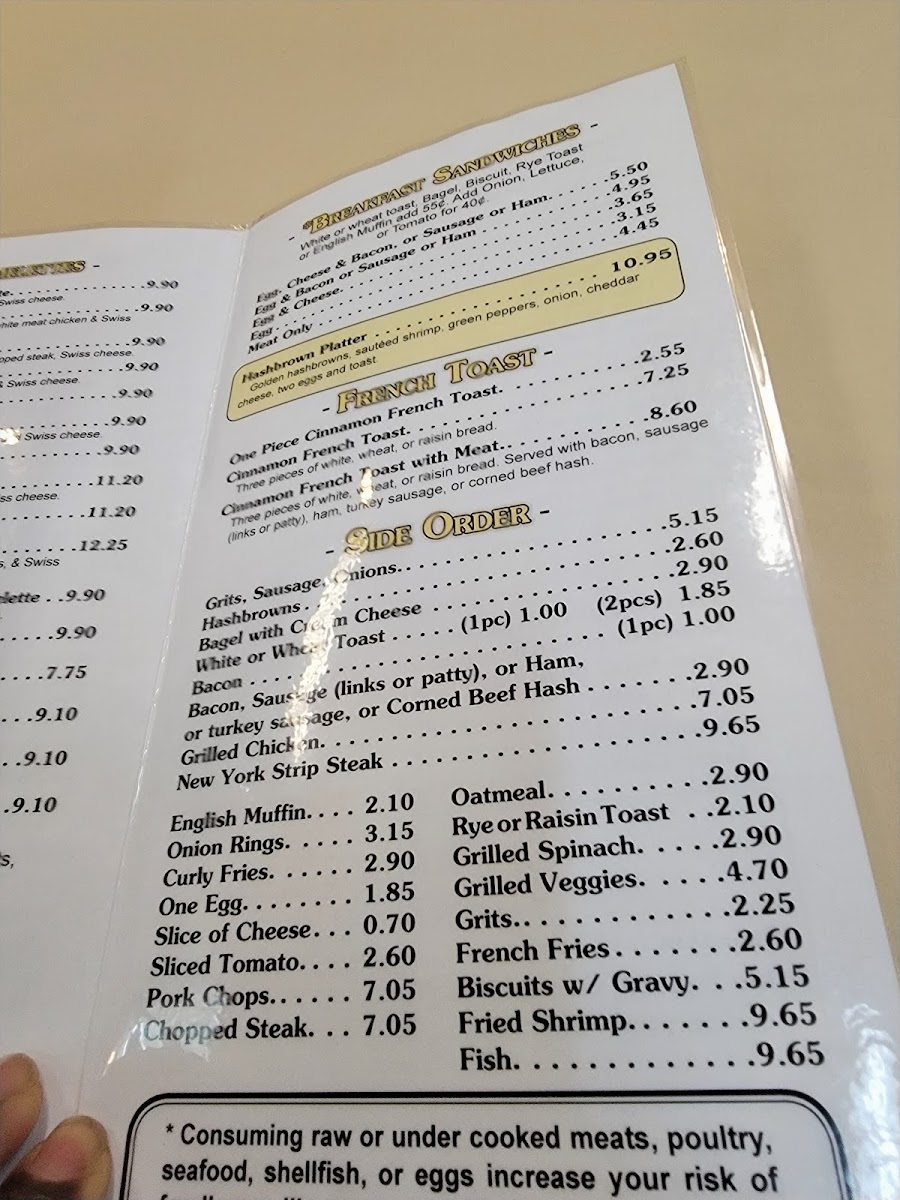 - 9.90
Swiss cheese.
9.90
white meat chicken & Swiss
9.90
steak, Swiss cheese.
9.90
& Swiss cheese.
9.90
9.90
Swiss cheese.
9.90
11.20
cheese.
11.20
12.25
& Swiss
9.90
9.90
7.75
9.10
9.10
9.10
- *BREAKFAST SANDWICHES -
White or wheat toast, Bagel, Biscuit, Rye Toast
or English Muffin add 55¢. Add Onion, Lettuce,
or Tomato for 40¢.
Egg, Cheese & Bacon, or Sausage or Ham. . . . . . .5.50
Egg & Bacon or Sausage or Ham . . . . . . . .4.95
Egg & Cheese. . . . . . . . . . . .3.65
Egg . . . . . . . . . . . .3.15
Meat Only . . . . . . . . . . . .4.45
Hashbrown Platter . . . . . . . . . . . . 10.95
Golden hashbrowns, sautéed shrimp, green peppers, onion, cheddar
cheese, two eggs and toast.
- FRENCH TOAST -
One Piece Cinnamon French Toast. . . . . . . . . .2.55
Cinnamon French Toast. . . . . . . . . . . .7.25
Three pieces of white, wheat, or raisin bread.
Cinnamon French Toast with Meat.. . . . . . . . .8.60
Three pieces of white, wheat, or raisin bread. Served with bacon, sausage
(links or patty), ham, turkey sausage, or corned beef hash.
- SIDE ORDER -
Grits, Sausage, Onions.. . . . . . . . . . . .5.15
Hashbrowns . . . . . . . . . . . .2.60
Bagel with Cream Cheese . . . . . . . . . .2.90
White or Wheat Toast . . . . . (1pc) 1.00 (2pcs) 1.85
Bacon . . . . . . . . . . . . (1pc) 1.00
Bacon, Sausage (links or patty), or Ham,
or turkey sausage, or Corned Beef Hash . . . . . . .2.90
Grilled Chicken. . . . . . . . . . . .7.05
New York Strip Steak . . . . . . . . . . . .9.65
English Muffin. . . . 2.10
Onion Rings. . . . . . 3.15
Curly Fries. . . . . . . 2.90
One Egg. . . . . . . . 1.85
Slice of Cheese. . . 0.70
Sliced Tomato. . . . 2.60
Pork Chops. . . . . . 7.05
Chopped Steak. . . 7.05
Oatmeal. . . . . . . . . .2.90
Rye or Raisin Toast . .2.10
Grilled Spinach. . . . . .2.90
Grilled Veggies. . . . . .4.70
Grits. . . . . . . . . . . . .2.25
French Fries . . . . . . .2.60
Biscuits w/ Gravy. . . .5.15
Fried Shrimp. . . . . . . .9.65
Fish. . . . . . . . . . . . .9.65
* Consuming raw or under cooked meats, poultry,
seafood, shellfish, or eggs increase your risk of